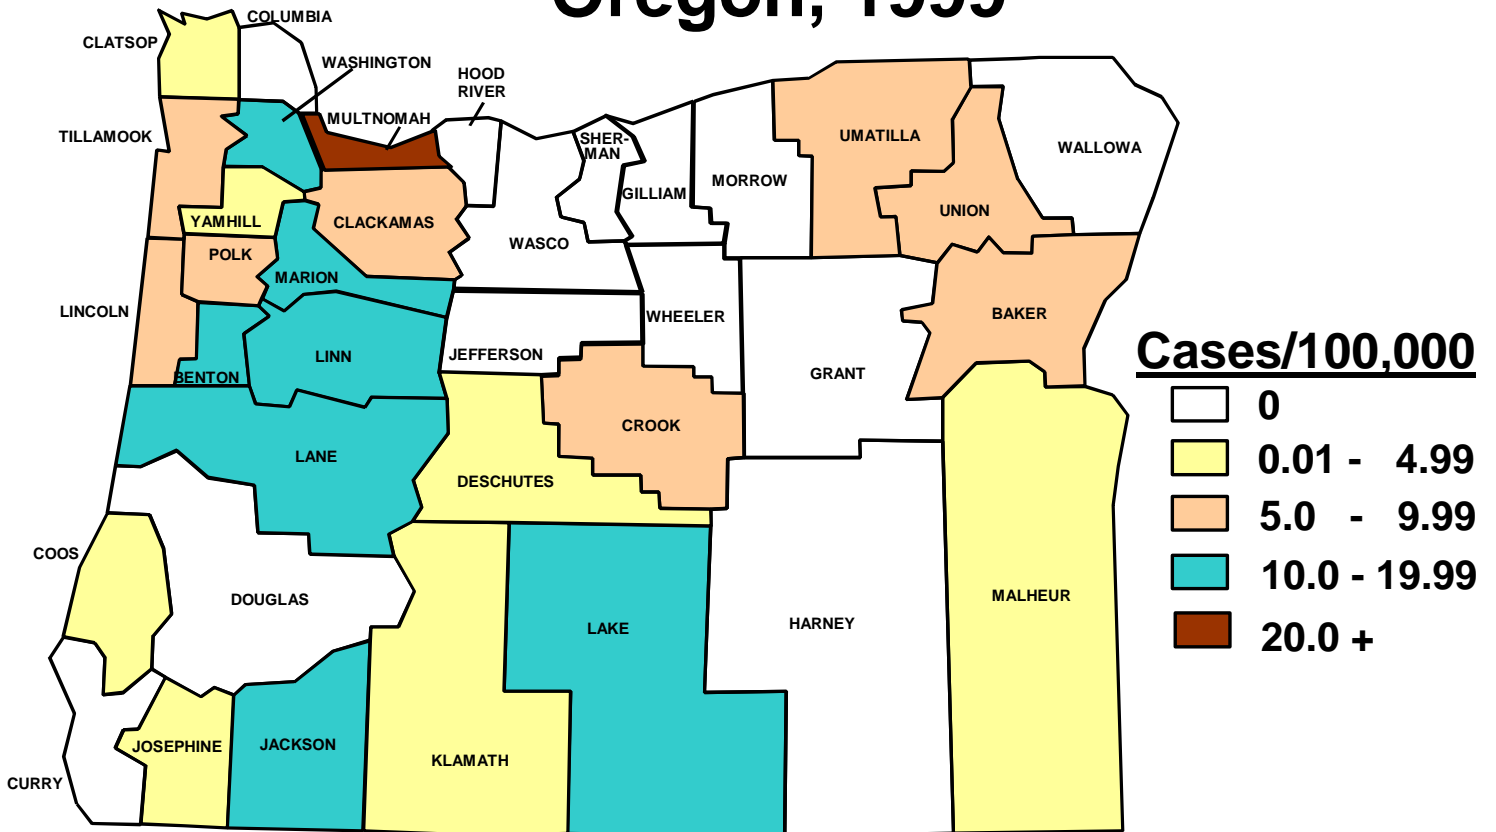 Oregon, 1999
COLUMBIA
CLATSOP
WASHINGTON
HOOD
RIVER
MULTNOMAH
TILLAMOOK
SHER-
MAN
UMATILLA
WALLOWA
GILLIAM
MORROW
YAMHILL
CLACKAMAS
UNION
WASCO
POLK
MARION
LINCOLN
WHEELER
BAKER
JEFFERSON
LINN
BENTON
GRANT
Cases/100,000
0
0.01 - 4.99
5.0 - 9.99
10.0 - 19.99
20.0 +
CROOK
LANE
DESCHUTES
COOS
DOUGLAS
LAKE
HARNEY
MALHEUR
JOSEPHINE
JACKSON
KLAMATH
CURRY